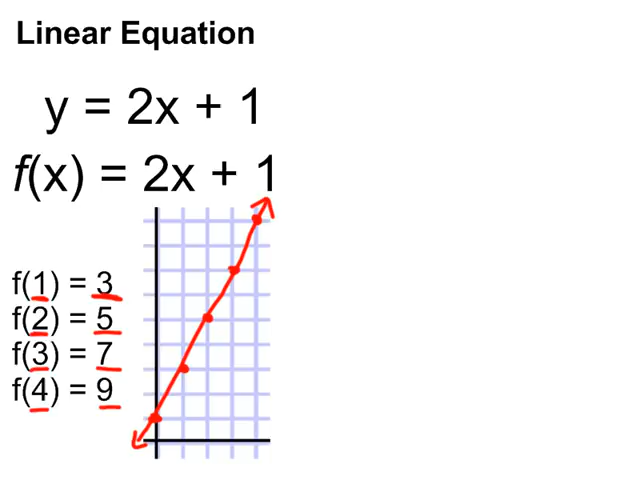 Linear Equation
y = 2x + 1
f(x) = 2x + 1
f(1) = 3
f(2) = 5
f(3) = 7
f(4) = 9